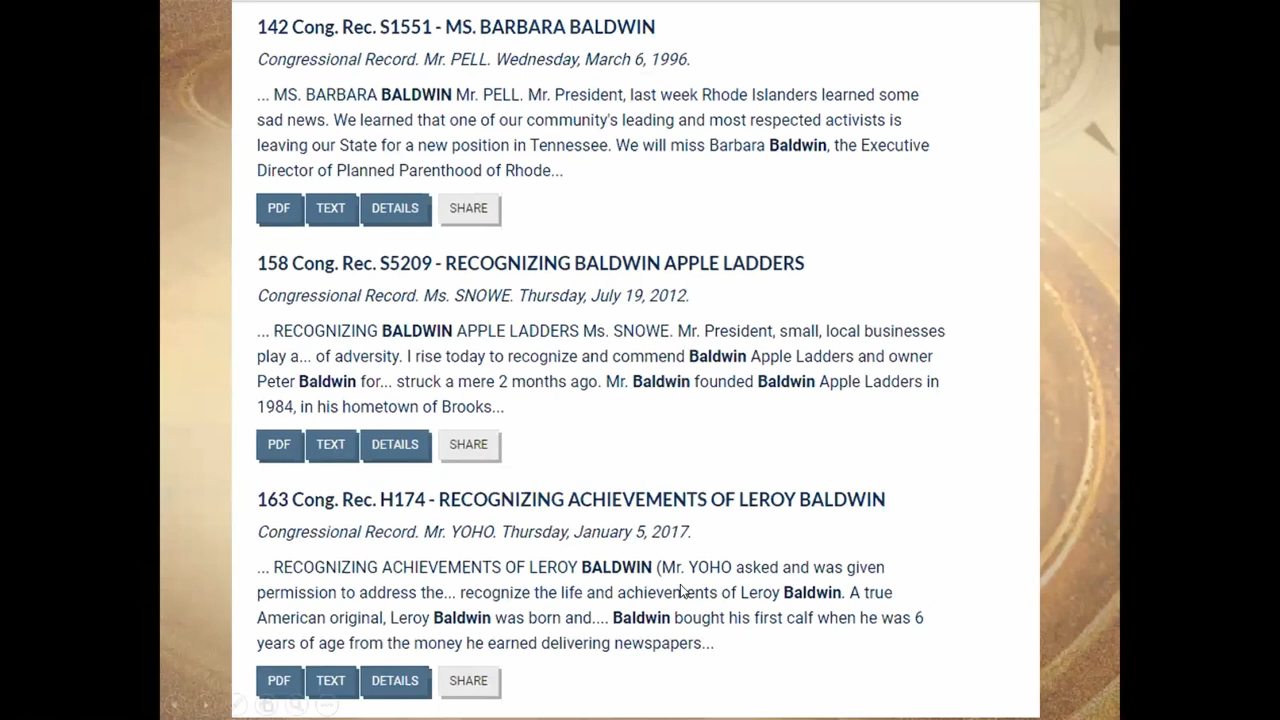 142 Cong. Rec. S1551 - MS. BARBARA BALDWIN
Congressional Record. Mr. PELL. Wednesday, March 6, 1996.
... MS. BARBARA BALDWIN Mr. PELL. Mr. President, last week Rhode Islanders learned some
sad news. We learned that one of our community's leading and most respected activists is
leaving our State for a new position in Tennessee. We will miss Barbara Baldwin, the Executive
Director of Planned Parenthood of Rhode...
PDF TEXT DETAILS SHARE
158 Cong. Rec. S5209 - RECOGNIZING BALDWIN APPLE LADDERS
Congressional Record. Ms. SNOWE. Thursday, July 19, 2012.
... RECOGNIZING BALDWIN APPLE LADDERS Ms. SNOWE. Mr. President, small, local businesses
play a... of adversity. I rise today to recognize and commend Baldwin Apple Ladders and owner
Peter Baldwin for... struck a mere 2 months ago. Mr. Baldwin founded Baldwin Apple Ladders in
1984, in his hometown of Brooks...
PDF TEXT DETAILS SHARE
163 Cong. Rec. H174 - RECOGNIZING ACHIEVEMENTS OF LEROY BALDWIN
Congressional Record. Mr. YOHO. Thursday, January 5, 2017.
... RECOGNIZING ACHIEVEMENTS OF LEROY BALDWIN (Mr. YOHO asked and was given
permission to address the... recognize the life and achievements of Leroy Baldwin. A true
American original, Leroy Baldwin was born and.... Baldwin bought his first calf when he was 6
years of age from the money he earned delivering newspapers...
PDF TEXT DETAILS SHARE